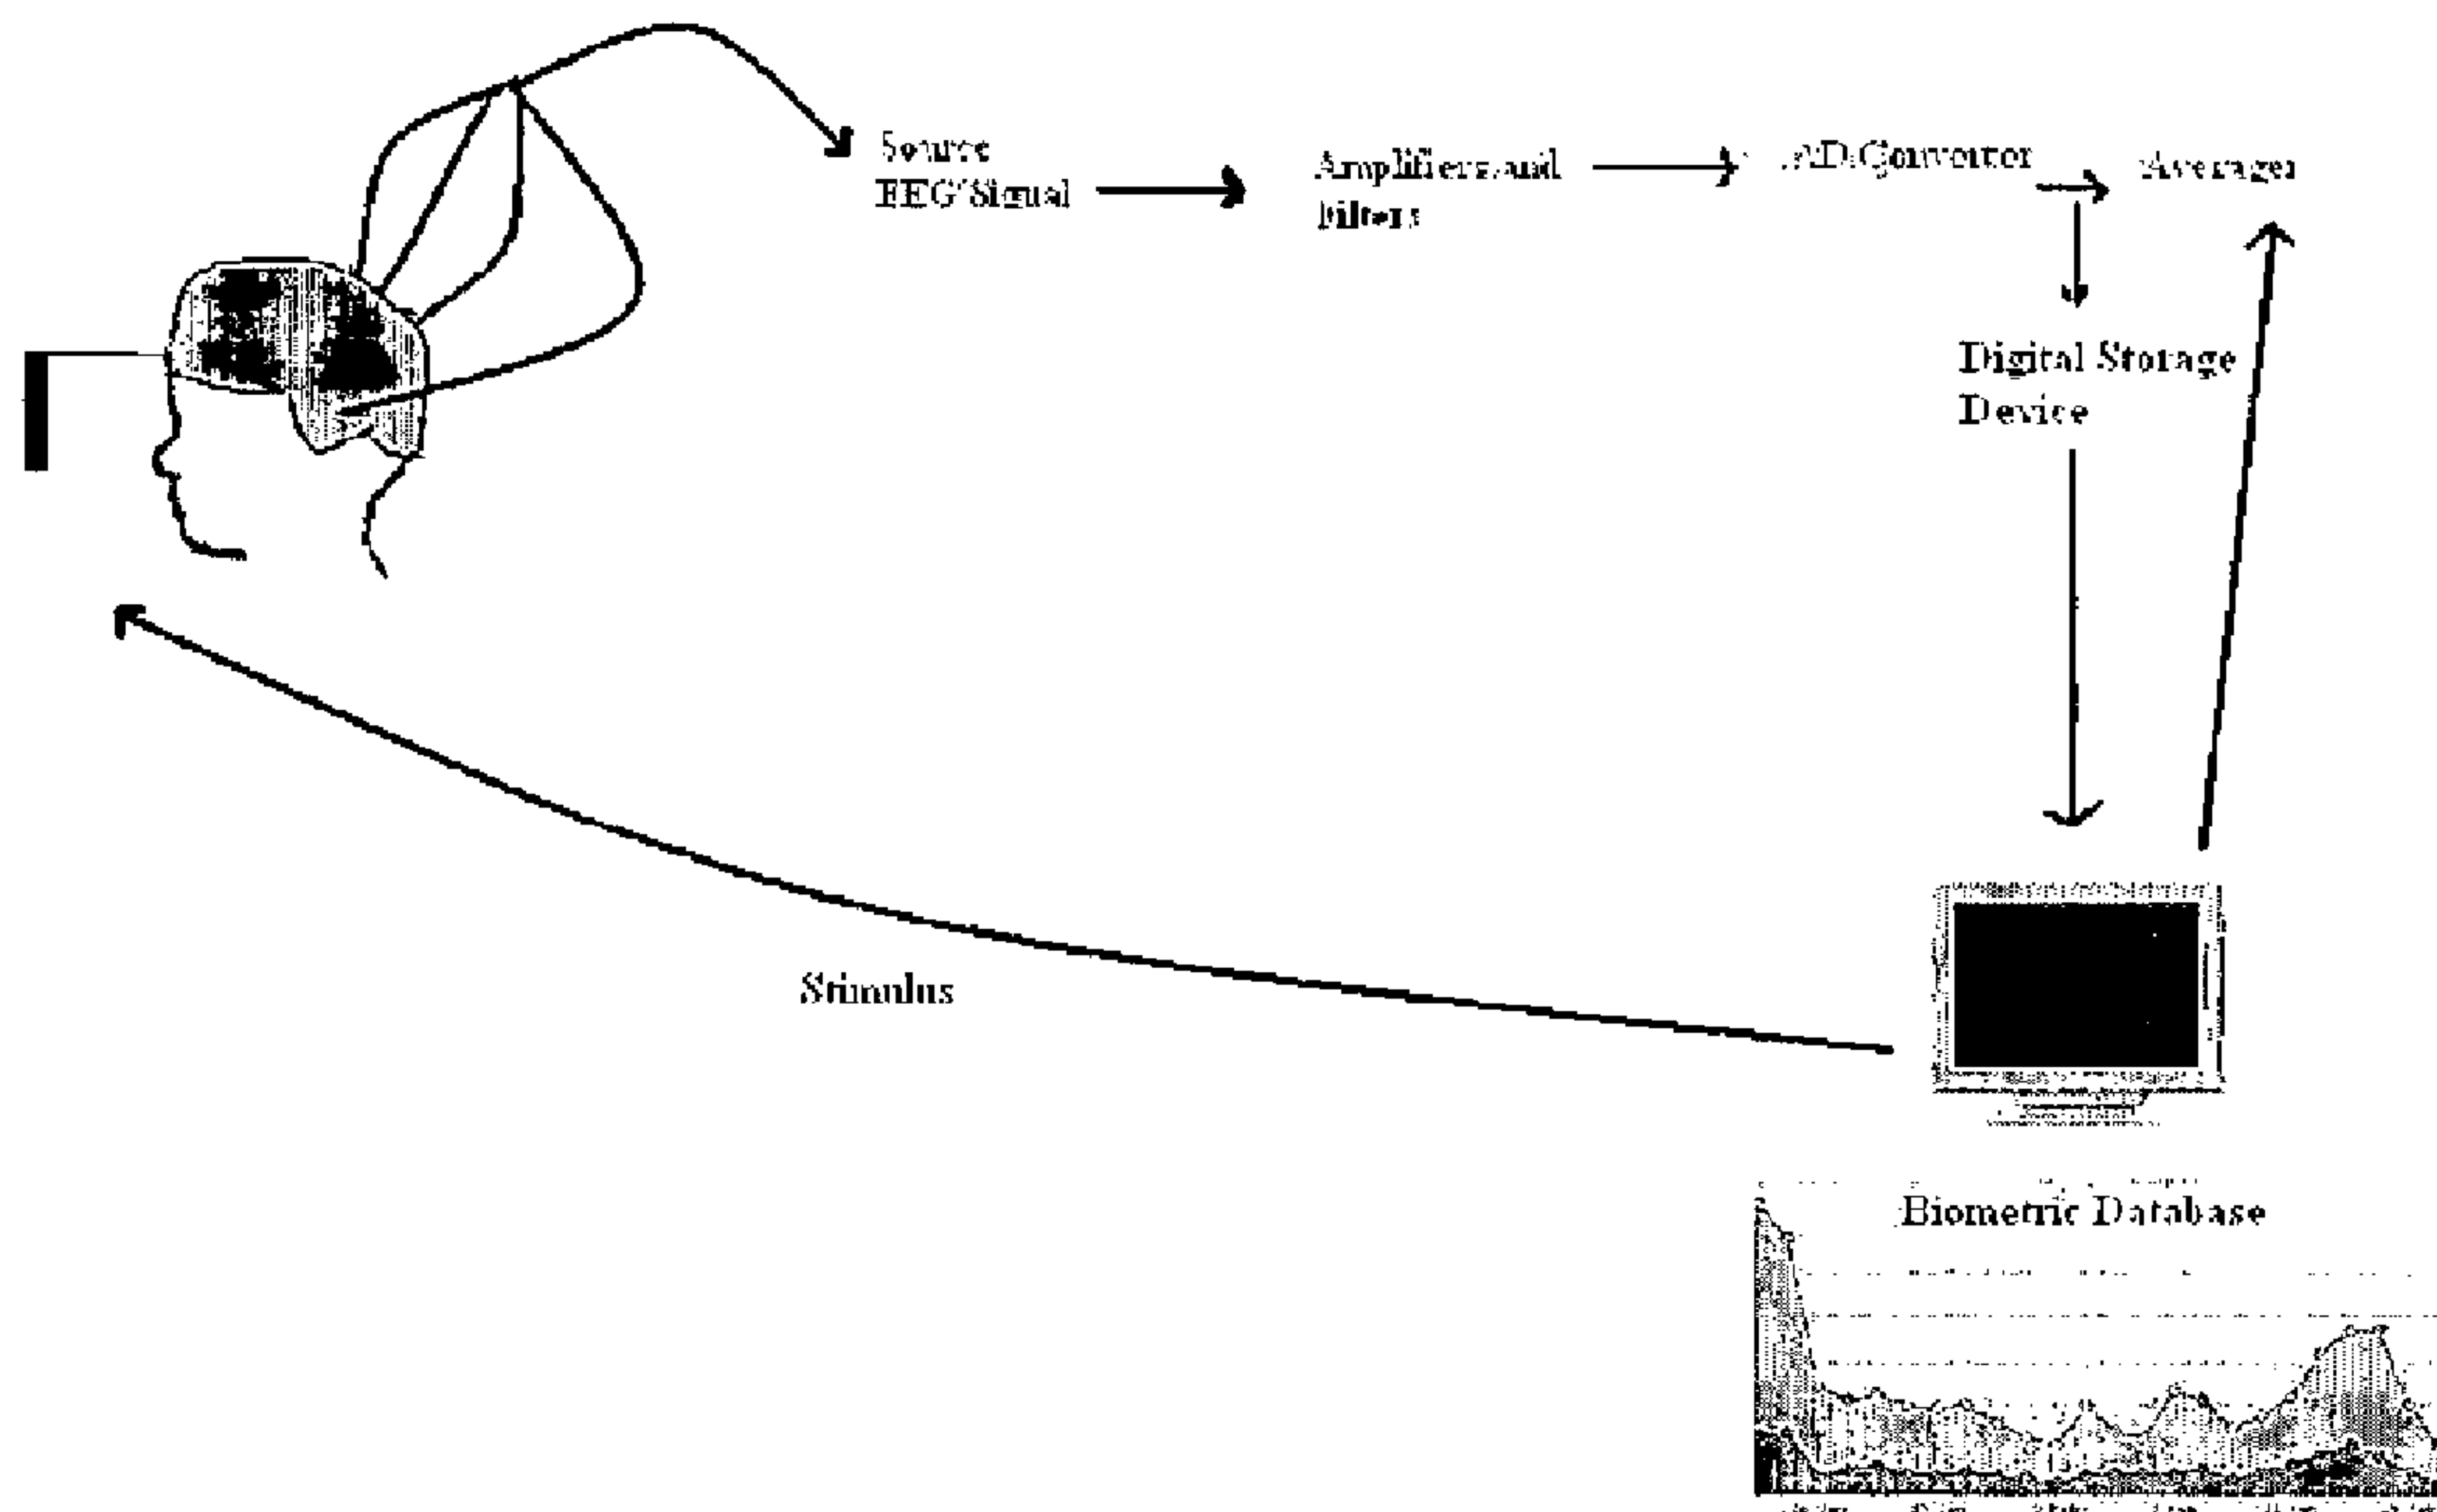 Source
EEG Signal
Amplifiers and
Filters
A/D Converter
Averager
Digital Storage
Device
Stimulus
Biometric Database